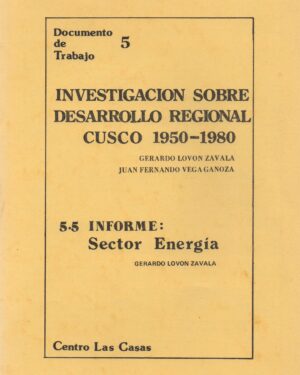 Documento
de 5
Trabajo
INVESTIGACION SOBRE
DESARROLLO REGIONAL
CUSCO 1950-1980
GERARDO LOVON ZAVALA
JUAN FERNANDO VEGA GANOZA
5.5 INFORME:
Sector Energía
GERARDO LOVON ZAVALA
Centro Las Casas